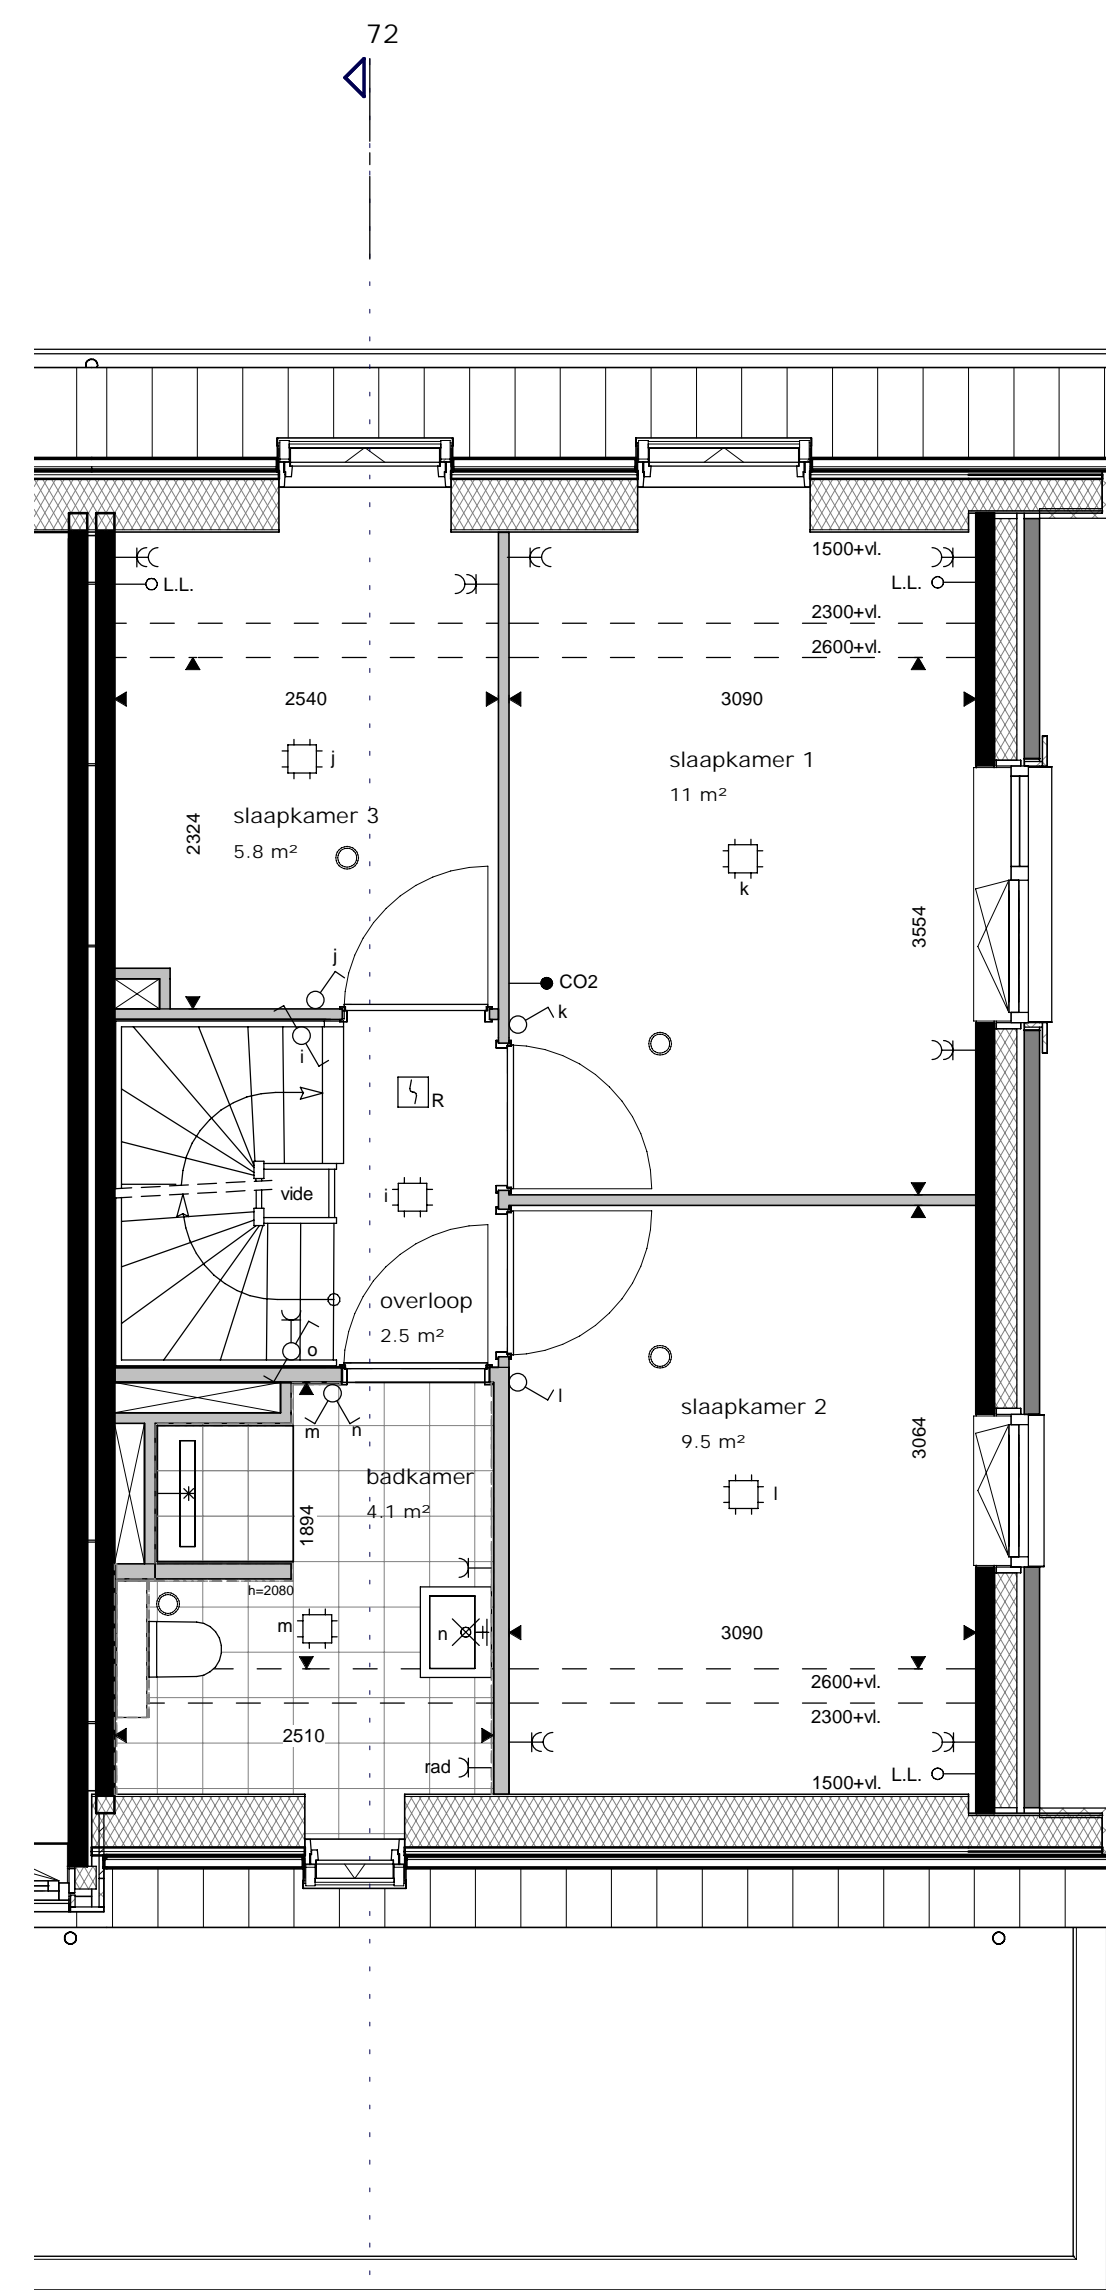 72
1500+vl.
L.L.
L.L.
2300+vl.
2600+vl.
2540
3090
j
slaapkamer 1
11 m²
slaapkamer 3
5.8 m²
2324
k
3554
j
CO2
k
i
R
vide
i
overloop
2.5 m²
o
l
m
n
slaapkamer 2
9.5 m²
3064
badkamer
4.1 m²
1894
l
h=2080
m
n
3090
2600+vl.
2300+vl.
2510
rad
1500+vl.
L.L.